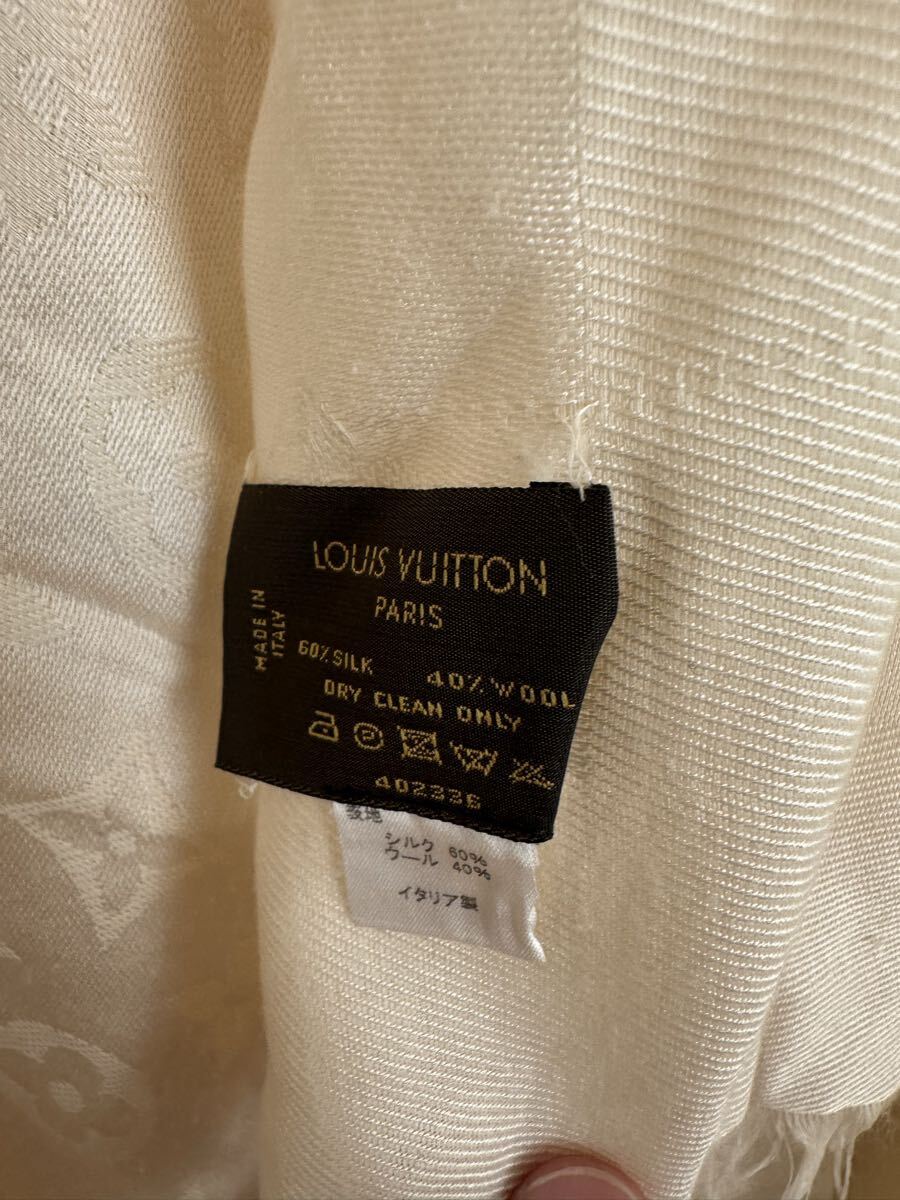 LOUIS VUITTON
PARIS
MADE IN
ITALY
60% SILK 40% WOOL
DRY CLEAN ONLY
P
402336
表地
シルク 60%
ウール 40%
イタリア製